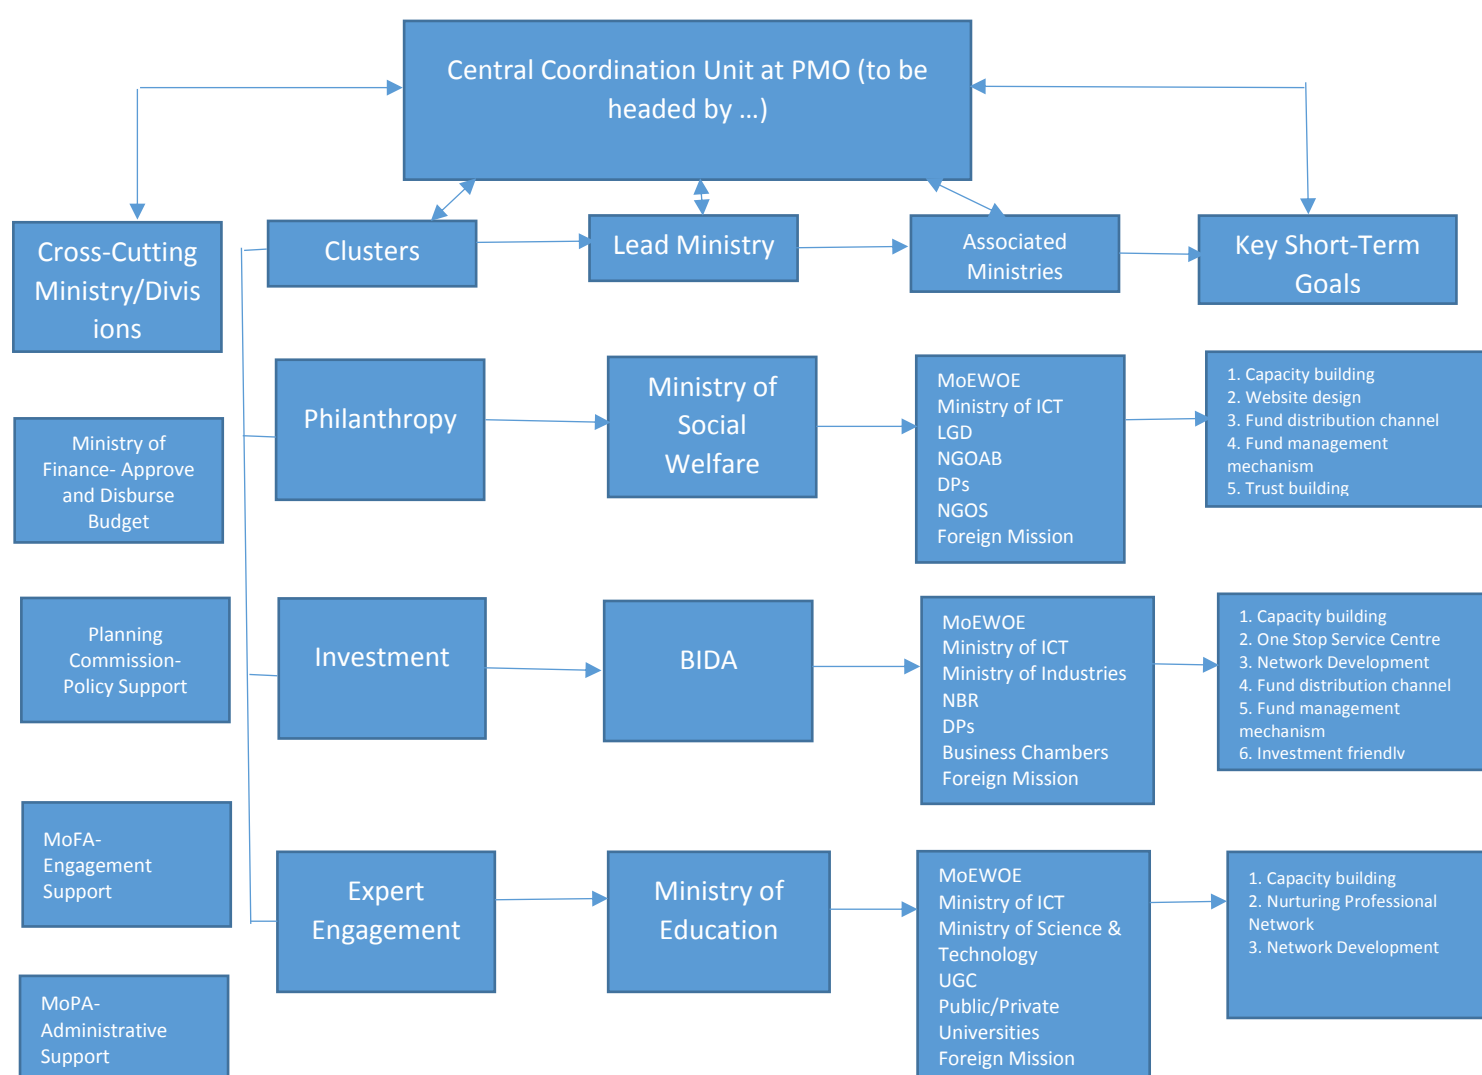 Central Coordination Unit at PMO (to be
headed by …)
Cross-Cutting
Ministry/Divis
ions
Clusters
Lead Ministry
Associated
Ministries
Key Short-Term
Goals
Ministry of
Finance- Approve
and Disburse
Budget
Philanthropy
Ministry of
Social
Welfare
MoEWOE
Ministry of ICT
LGD
NGOAB
DPs
NGOS
Foreign Mission
1. Capacity building
2. Website design
3. Fund distribution channel
4. Fund management
mechanism
5. Trust building
Planning
Commission-
Policy Support
Investment
BIDA
MoEWOE
Ministry of ICT
Ministry of Industries
NBR
DPs
Business Chambers
Foreign Mission
1. Capacity building
2. One Stop Service Centre
3. Network Development
4. Fund distribution channel
5. Fund management
mechanism
6. Investment friendly
MoFA-
Engagement
Support
Expert
Engagement
Ministry of
Education
MoEWOE
Ministry of ICT
Ministry of Science &
Technology
UGC
Public/Private
Universities
Foreign Mission
1. Capacity building
2. Nurturing Professional
Network
3. Network Development
MoPA-
Administrative
Support